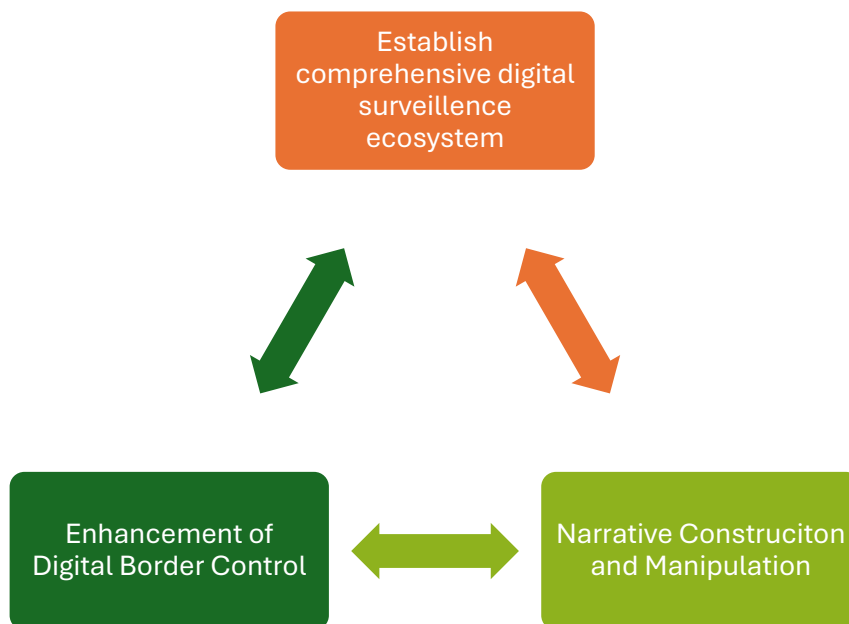 Establish
comprehensive digital
surveillence
ecosystem
Enhancement of
Digital Border Control
Narrative Construciton
and Manipulation